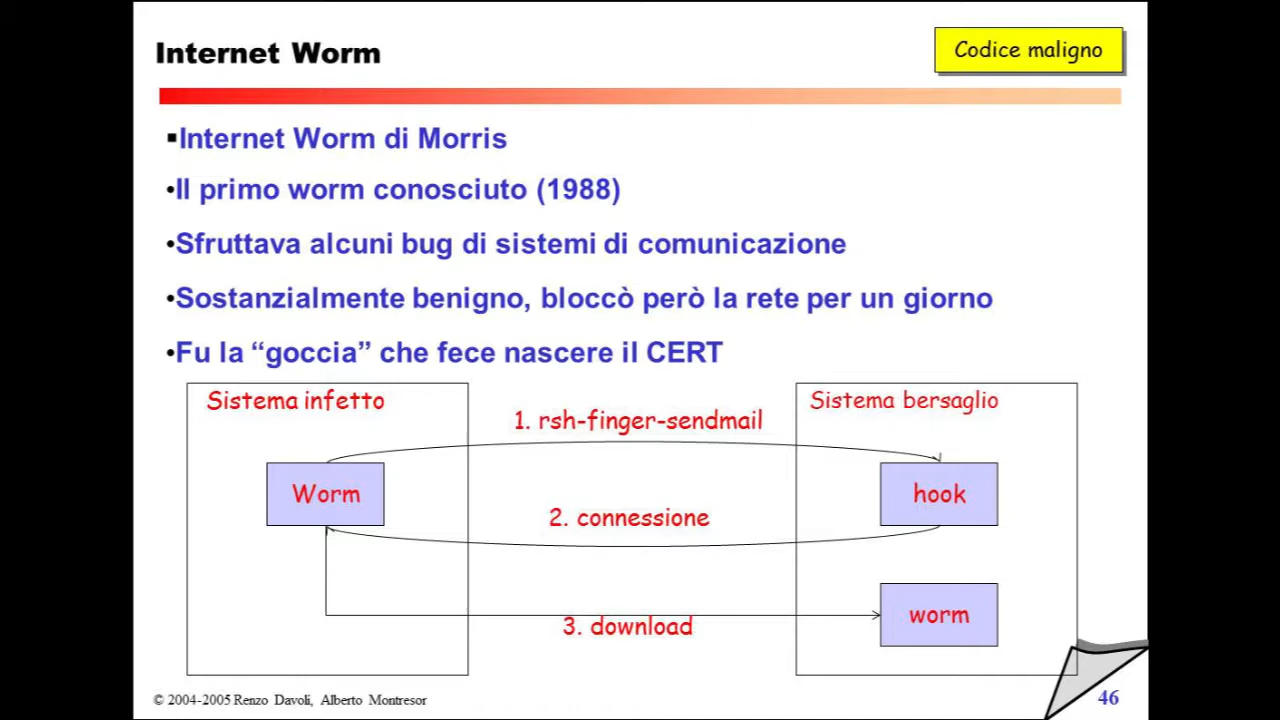 Internet Worm
Codice maligno
▪Internet Worm di Morris
•Il primo worm conosciuto (1988)
•Sfruttava alcuni bug di sistemi di comunicazione
•Sostanzialmente benigno, bloccò però la rete per un giorno
•Fu la “goccia” che fece nascere il CERT
Sistema infetto
Sistema bersaglio
1. rsh-finger-sendmail
Worm
hook
2. connessione
worm
3. download
© 2004-2005 Renzo Davoli, Alberto Montresor
46